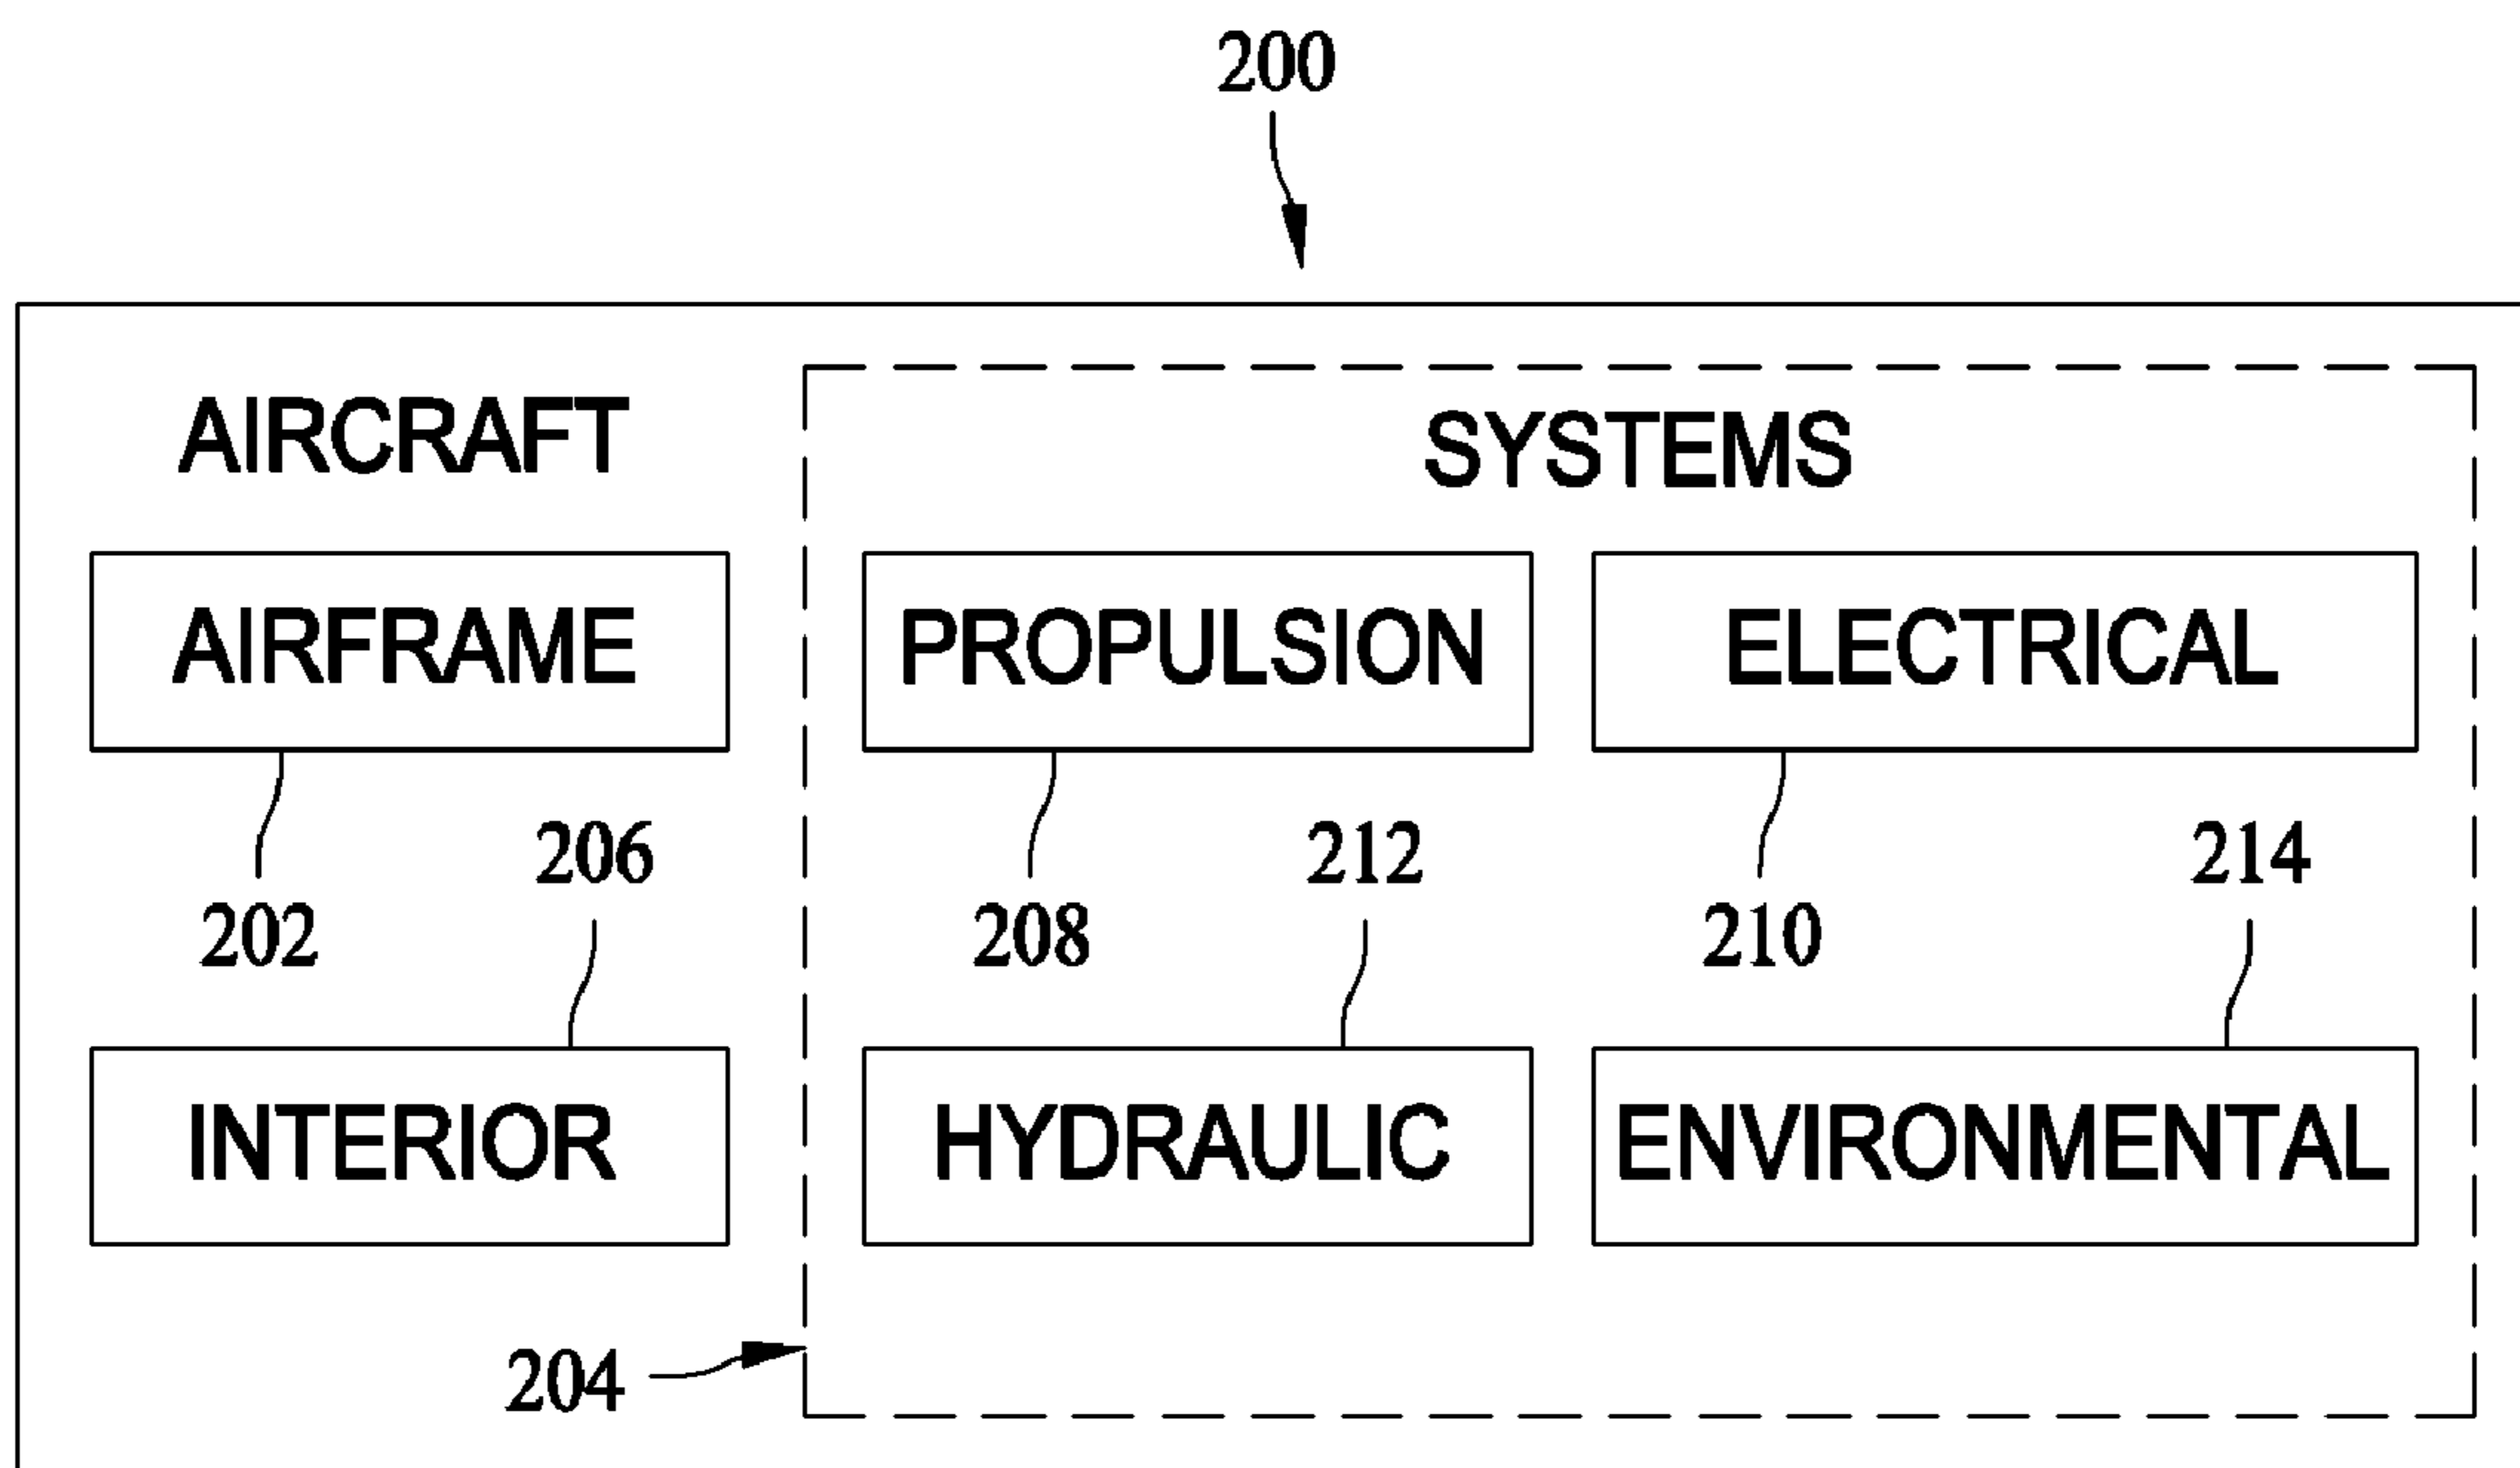 200
AIRCRAFT
SYSTEMS
AIRFRAME
PROPULSION
ELECTRICAL
206
212
214
202
208
210
INTERIOR
HYDRAULIC
ENVIRONMENTAL
204